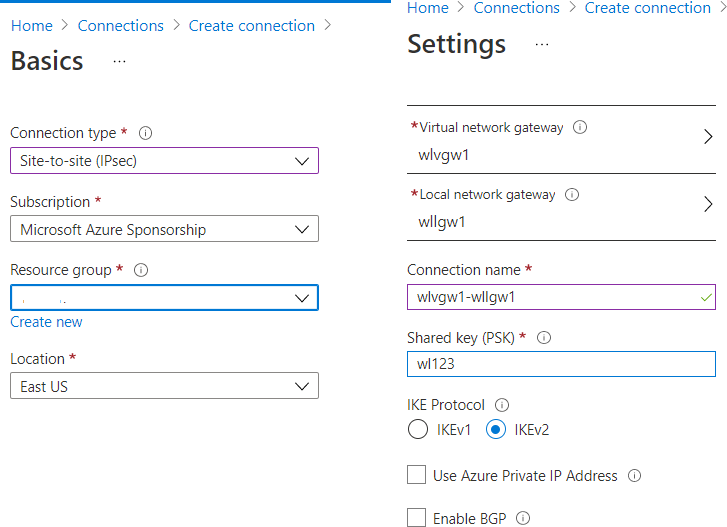 Home > Connections > Create connection >
Basics ...
Connection type * i
Site-to-site (IPsec)
Subscription *
Microsoft Azure Sponsorship
Resource group * i
Create new
Location *
East US
Home > Connections > Create connection >
Settings ...
*Virtual network gateway i
wlvgw1
*Local network gateway i
wllgw1
Connection name *
wlvgw1-wllgw1
Shared key (PSK) * i
wl123
IKE Protocol i
IKEv1 IKEv2
Use Azure Private IP Address i
Enable BGP i